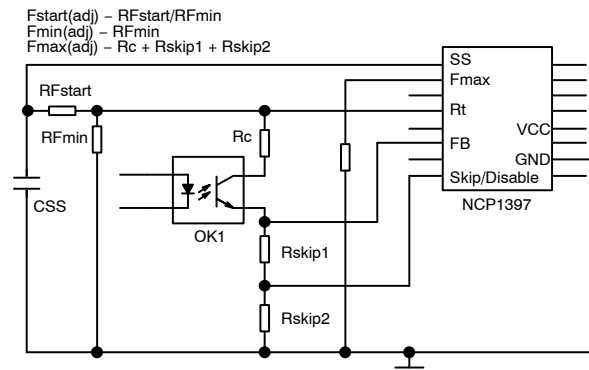 Fstart(adj) – RFstart/RFmin
Fmin(adj) – RFmin
Fmax(adj) – Rc + Rskip1 + Rskip2
SS
Fmax
RFstart
Rt
RFmin
Rc
VCC
FB
GND
Skip/Disable
NCP1397
CSS
OK1
Rskip1
Rskip2